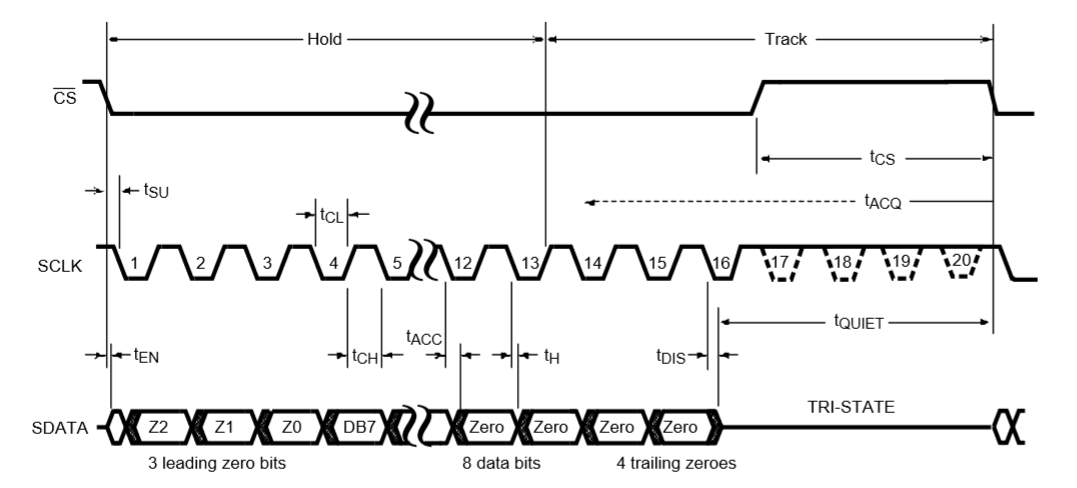 Hold Track
CS
tCS
tSU
tACQ
tCL
SCLK 1 2 3 4 5 12 13 14 15 16 17 18 19 20
tQUIET
tACC
tEN tCH tH tDIS
TRI-STATE
SDATA Z2 Z1 Z0 DB7 Zero Zero Zero Zero
3 leading zero bits 8 data bits 4 trailing zeroes